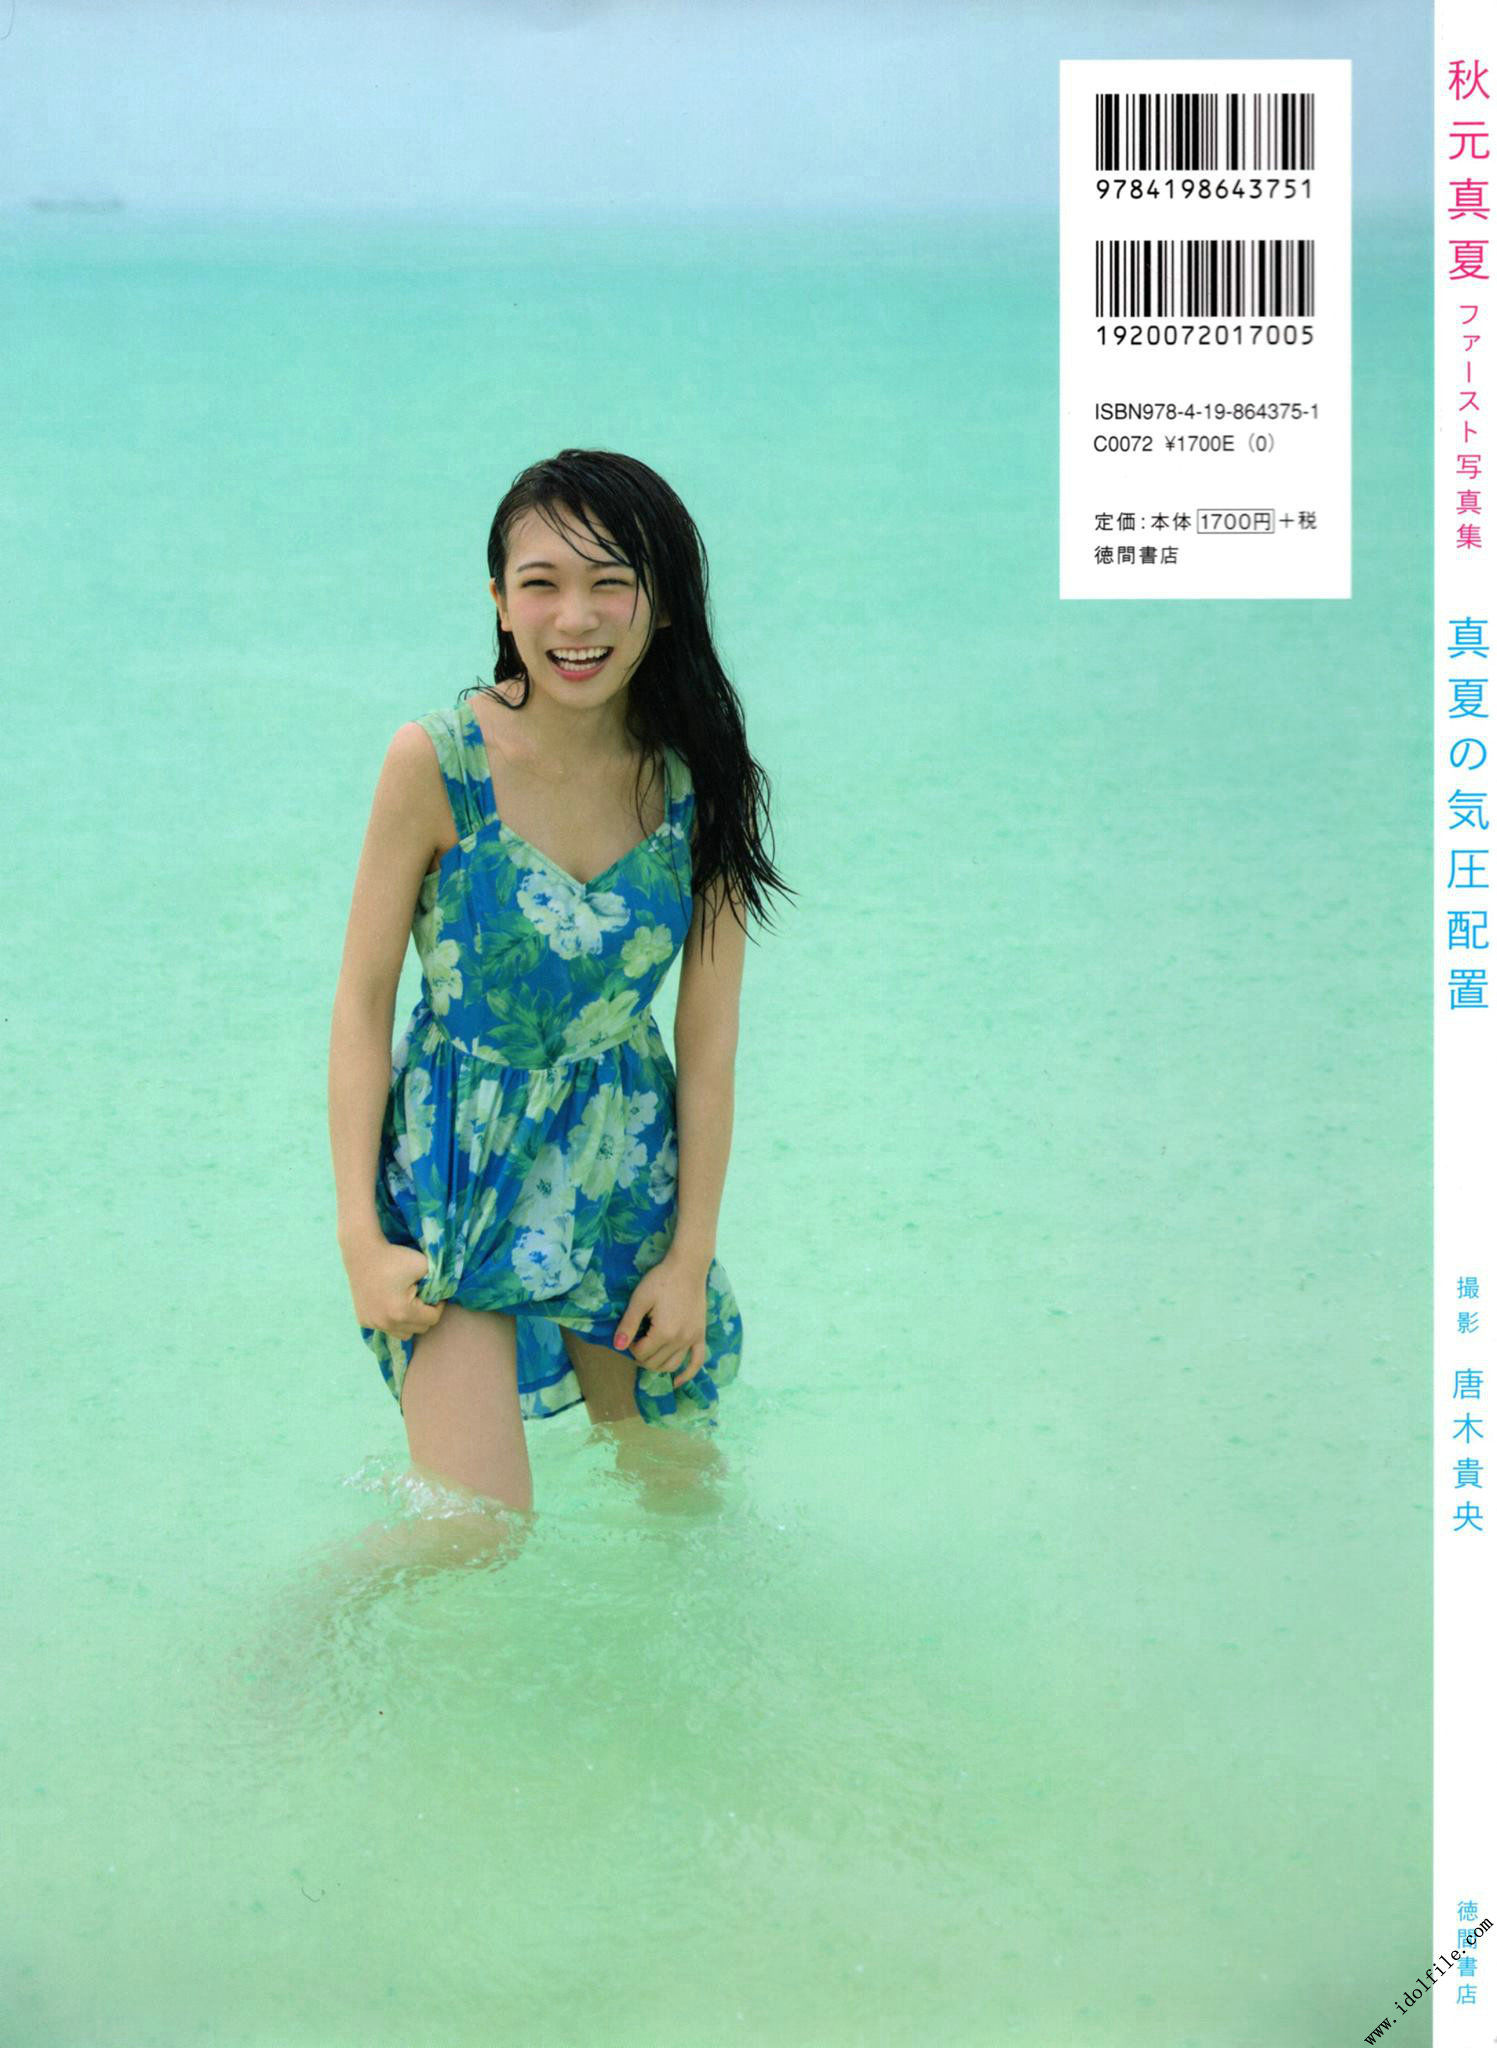 9784198643751
1920072017005
ISBN978-4-19-864375-1
C0072 ¥1700E (0)
定価:本体1700円+税
徳間書店
秋元真夏 ファースト写真集 真夏の気圧配置 撮影 唐木貴央 徳間書店
www.idolfile.com